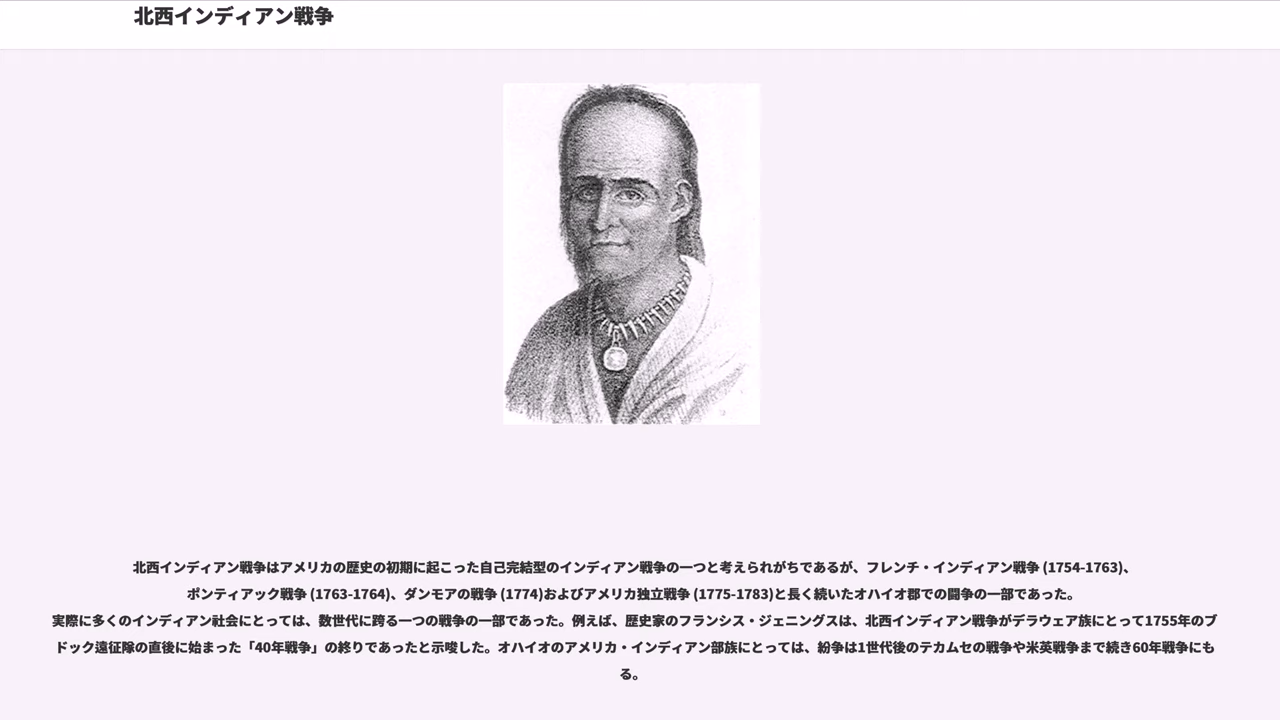 北西インディアン戦争
北西インディアン戦争はアメリカの歴史の初期に起こった自己完結型のインディアン戦争の一つと考えられがちであるが、フレンチ・インディアン戦争 (1754-1763)、
ポンティアック戦争 (1763-1764)、ダンモアの戦争 (1774)およびアメリカ独立戦争 (1775-1783)と長く続いたオハイオ郡での闘争の一部であった。
実際に多くのインディアン社会にとっては、数世代に跨る一つの戦争の一部であった。例えば、歴史家のフランシス・ジェニングスは、北西インディアン戦争がデラウェア族にとって1755年のブ
ドック遠征隊の直後に始まった「40年戦争」の終りであったと示唆した。オハイオのアメリカ・インディアン部族にとっては、紛争は1世代後のテカムセの戦争や米英戦争まで続き60年戦争にも
る。